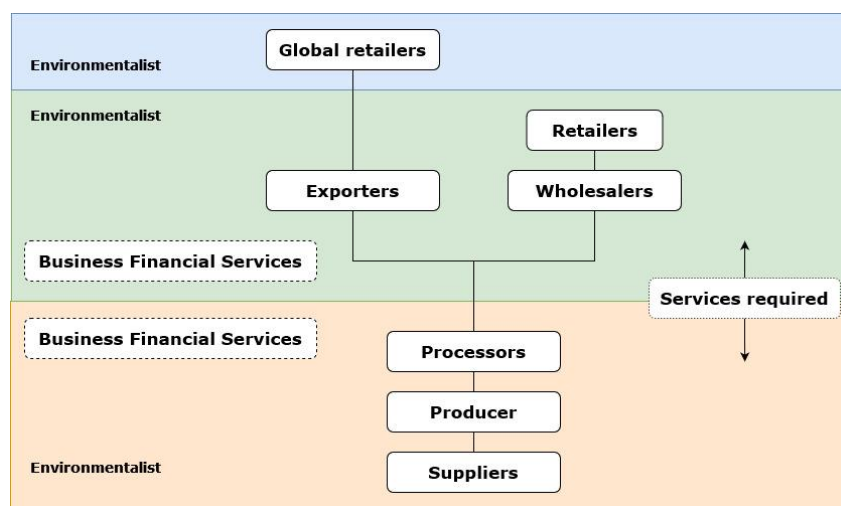 Global retailers
Environmentalist
Environmentalist
Retailers
Exporters
Wholesalers
Business Financial Services
Services required
Business Financial Services
Processors
Producer
Environmentalist
Suppliers